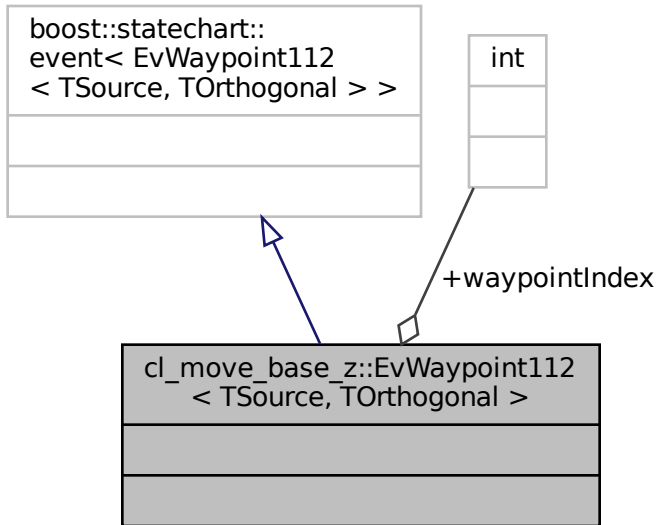 boost::statechart::
event< EvWaypoint112
< TSource, TOrthogonal > >
int
+waypointIndex
cl_move_base_z::EvWaypoint112
< TSource, TOrthogonal >